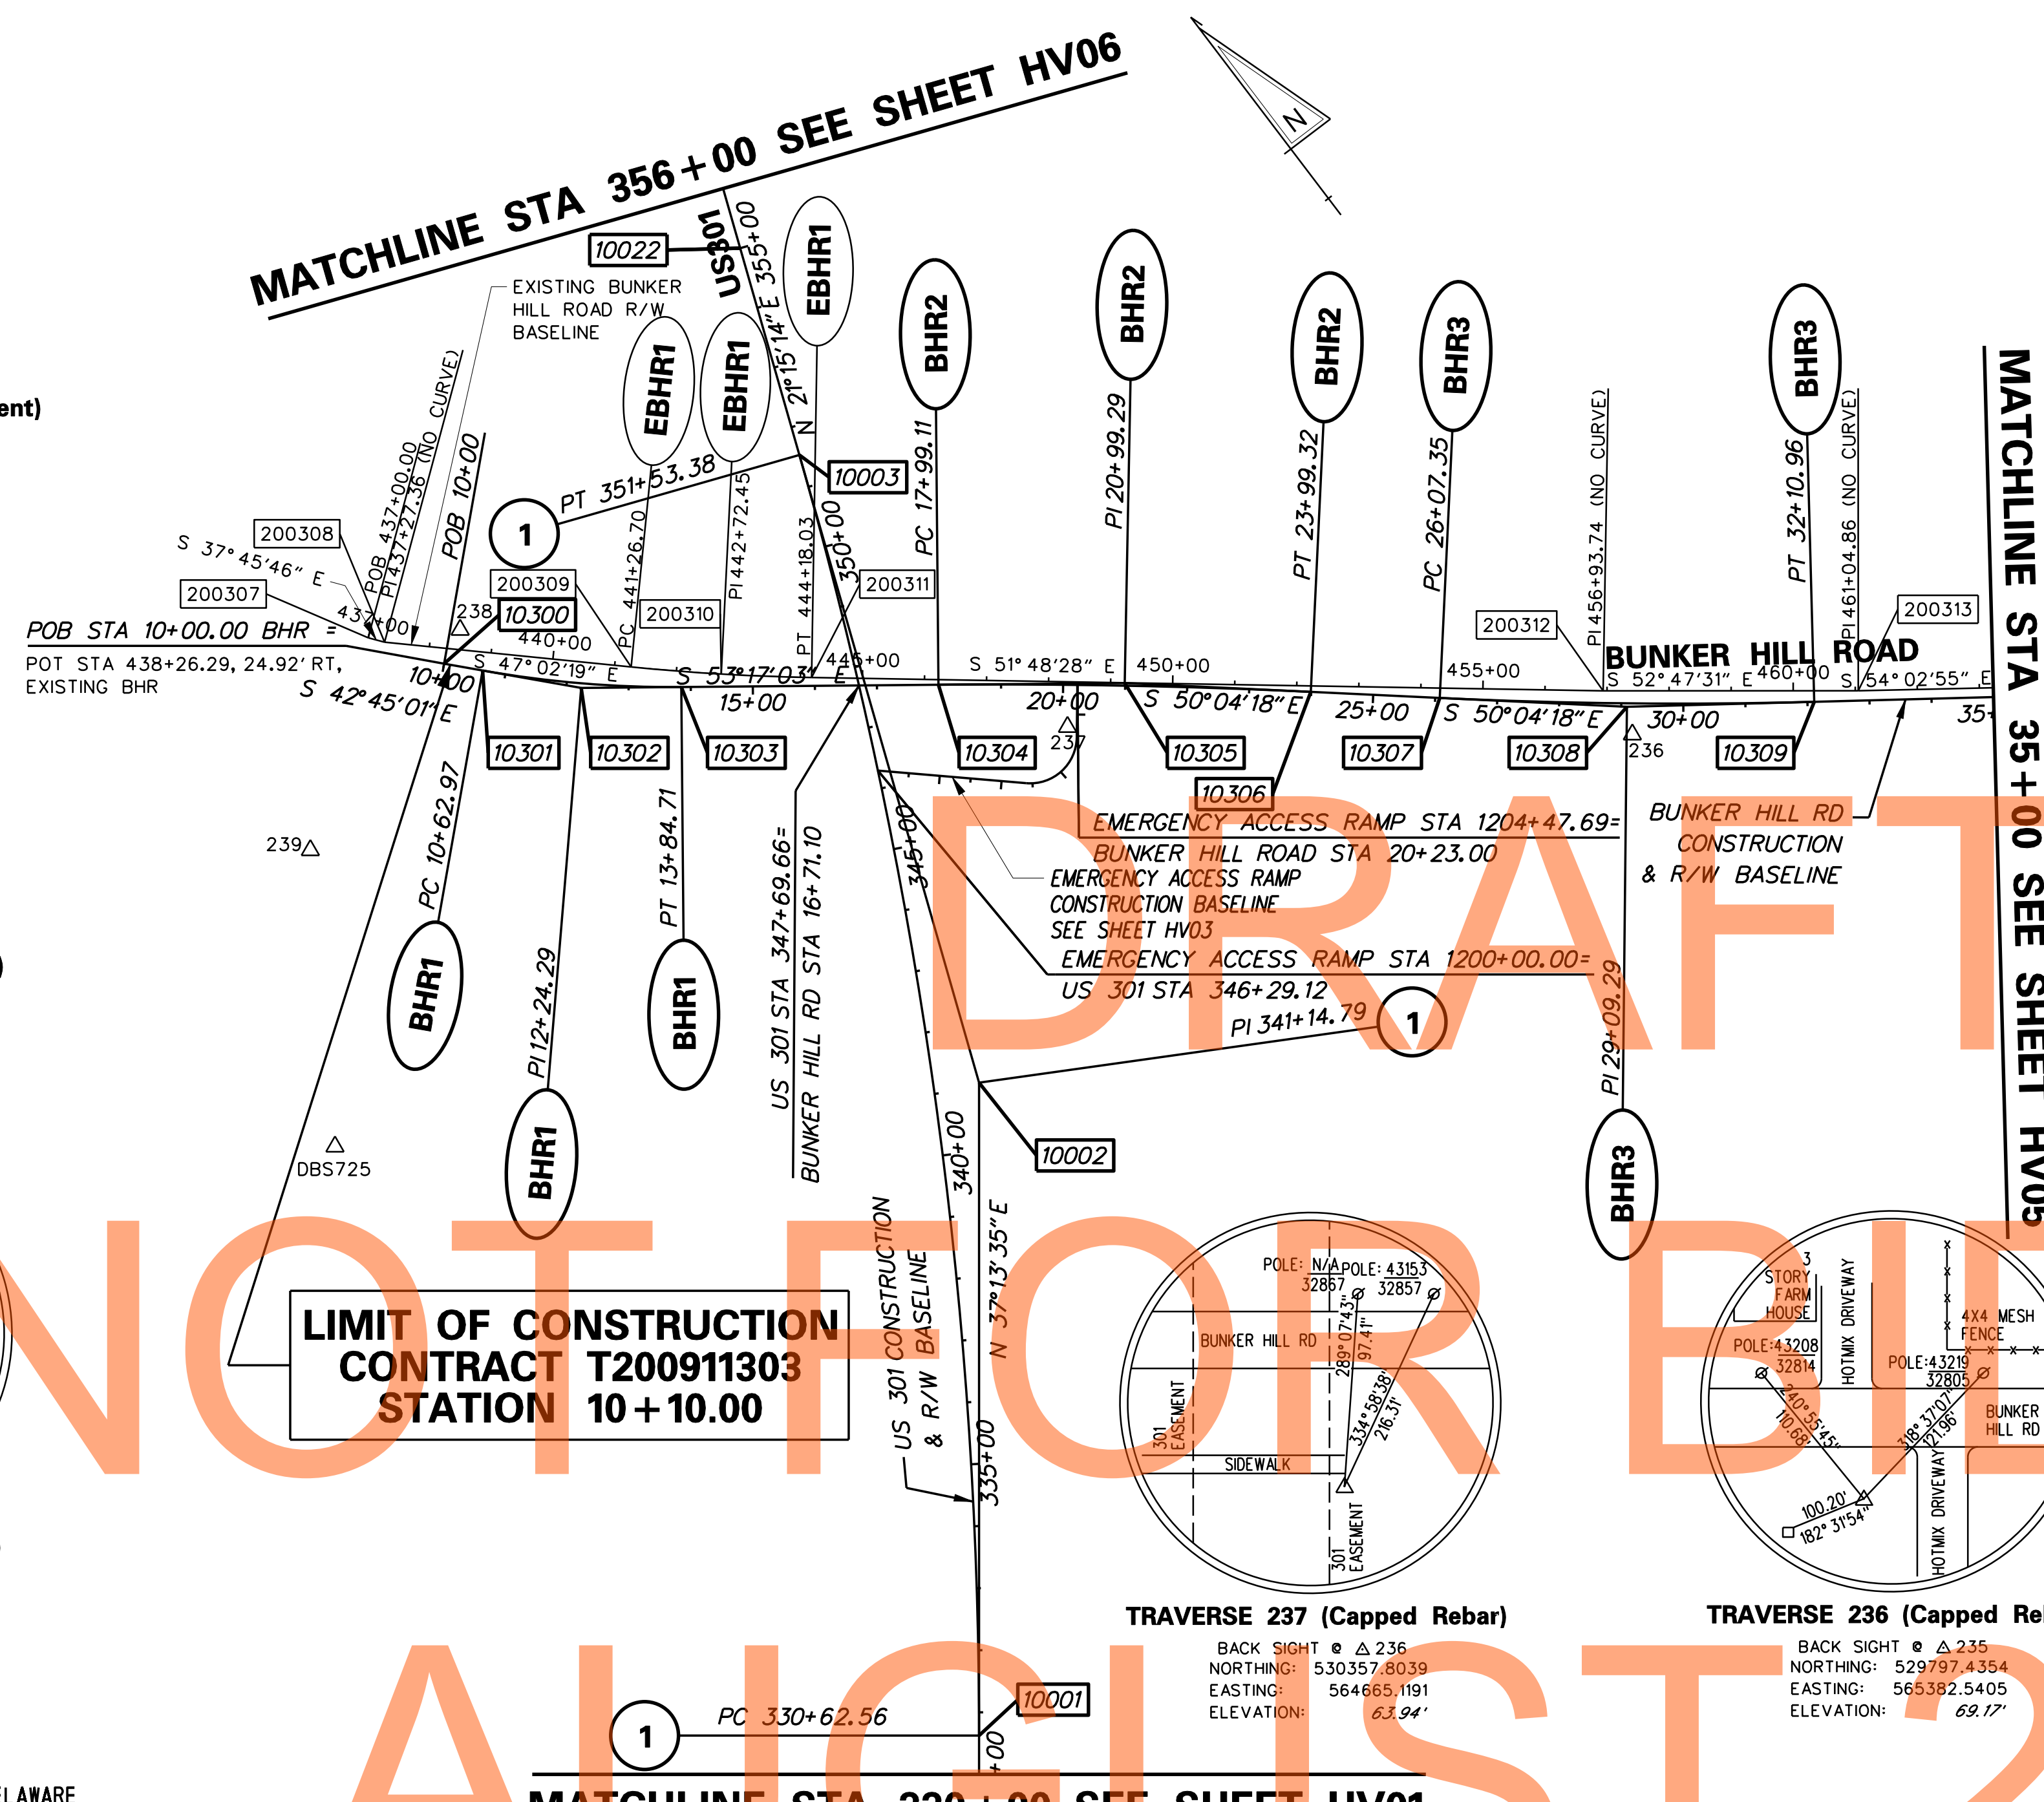 MATCHLINE STA 356+00 SEE SHEET HV06
N
ent)
10022
US301
N 21°15'14" E 355+00
EXISTING BUNKER
HILL ROAD R/W
BASELINE
EBHR1
EBHR1
EBHR1
BHR2
BHR2
BHR2
BHR3
BHR3
POB 437+00.00
PI 437+27.36 (NO CURVE)
POB 10+00
1
PT 351+53.38
10003
PC 441+26.70
PI 442+72.45
PT 444+18.03
350+00
PC 17+99.11
PI 20+99.29
PT 23+99.32
PC 26+07.35
PI 456+93.74 (NO CURVE)
PT 32+10.96
PI 461+04.86 (NO CURVE)
MATCHLINE STA 35+00 SEE SHEET HV05
200308
S 37°45'46" E
200307
437+00
238
10300
200309
200310
200311
200312
200313
POB STA 10+00.00 BHR =
POT STA 438+26.29, 24.92' RT,
EXISTING BHR
440+00
S 47°02'19" E
445+00
S 51°48'28" E
450+00
455+00
BUNKER HILL ROAD
S 52°47'31" E
460+00
S 54°02'55" E
10+00
S 42°45'01" E
S 53°17'03" E
15+00
20+00
S 50°04'18" E
25+00
S 50°04'18" E
30+00
35+
10301
10302
10303
10304
237
10305
10306
10307
10308
236
10309
239
PC 10+62.97
PI 12+24.29
PT 13+84.71
US 301 STA 347+69.66=
BUNKER HILL RD STA 16+71.10
345+00
EMERGENCY ACCESS RAMP STA 1204+47.69=
BUNKER HILL ROAD STA 20+23.00
EMERGENCY ACCESS RAMP
CONSTRUCTION BASELINE
SEE SHEET HV03
EMERGENCY ACCESS RAMP STA 1200+00.00=
US 301 STA 346+29.12
BUNKER HILL RD
CONSTRUCTION
& R/W BASELINE
DRAFT
BHR1
BHR1
BHR1
PI 341+14.79
1
PI 29+09.29
BHR3
DBS725
10002
340+00
N 37°13'35" E
US 301 CONSTRUCTION
& R/W BASELINE
335+00
LIMIT OF CONSTRUCTION
CONTRACT T200911303
STATION 10+10.00
NOT FOR BID
POLE: N/A
32867
POLE: 43153
32857
BUNKER HILL RD
289°07'43"
97.41"
334°58'38"
216.31'
301
EASEMENT
SIDEWALK
301
EASEMENT
TRAVERSE 237 (Capped Rebar)
BACK SIGHT @ 236
NORTHING: 530357.8039
EASTING: 564665.1191
ELEVATION: 63.94'
3
STORY
FARM
HOUSE
HOTMIX DRIVEWAY
4X4 MESH
FENCE
POLE:43208
32814
POLE:43219
32805
BUNKER
HILL RD
240°55'45"
110.68'
318°37'07"
121.96'
100.20'
182°31'54"
HOTMIX DRIVEWAY
TRAVERSE 236 (Capped Re
BACK SIGHT @ 235
NORTHING: 529797.4354
EASTING: 565382.5405
ELEVATION: 69.17'
1
PC 330+62.56
10001
+00
AUGUST 2
MATCHLINE STA 330+00 SEE SHEET HV01
ELAWARE